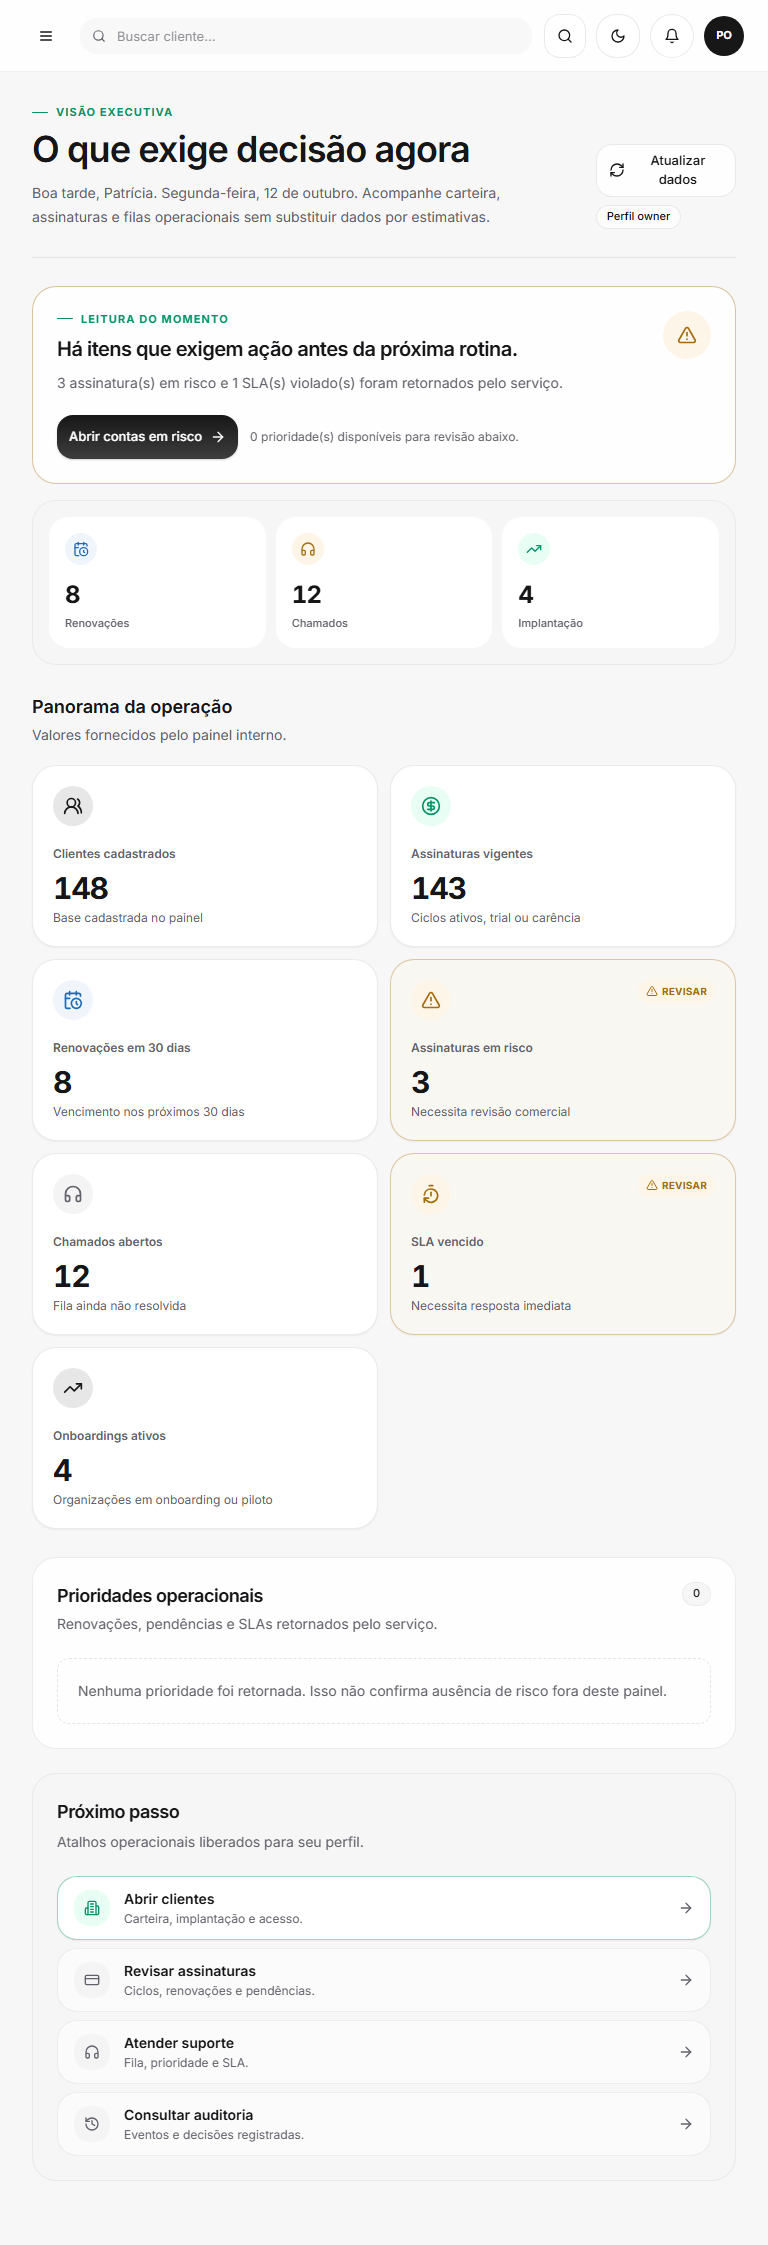 Buscar cliente...
PO
VISÃO EXECUTIVA
O que exige decisão agora
Boa tarde, Patrícia. Segunda-feira, 12 de outubro. Acompanhe carteira,
assinaturas e filas operacionais sem substituir dados por estimativas.
Atualizar
dados
Perfil owner
LEITURA DO MOMENTO
Há itens que exigem ação antes da próxima rotina.
3 assinatura(s) em risco e 1 SLA(s) violado(s) foram retornados pelo serviço.
Abrir contas em risco
0 prioridade(s) disponíveis para revisão abaixo.
8
Renovações
12
Chamados
4
Implantação
Panorama da operação
Valores fornecidos pelo painel interno.
Clientes cadastrados
148
Base cadastrada no painel
Assinaturas vigentes
143
Ciclos ativos, trial ou carência
Renovações em 30 dias
8
Vencimento nos próximos 30 dias
REVISAR
Assinaturas em risco
3
Necessita revisão comercial
Chamados abertos
12
Fila ainda não resolvida
REVISAR
SLA vencido
1
Necessita resposta imediata
Onboardings ativos
4
Organizações em onboarding ou piloto
Prioridades operacionais
0
Renovações, pendências e SLAs retornados pelo serviço.
Nenhuma prioridade foi retornada. Isso não confirma ausência de risco fora deste painel.
Próximo passo
Atalhos operacionais liberados para seu perfil.
Abrir clientes
Carteira, implantação e acesso.
Revisar assinaturas
Ciclos, renovações e pendências.
Atender suporte
Fila, prioridade e SLA.
Consultar auditoria
Eventos e decisões registradas.